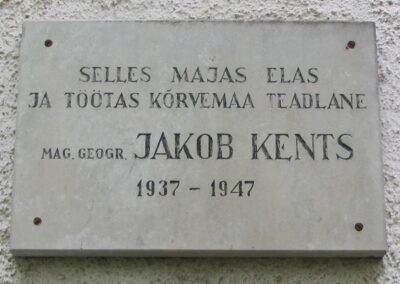 SELLES MAJAS ELAS
JA TÖÖTAS KÕRVEMAA TEADLANE
MAG. GEOGR. JAKOB KENTS
1937 - 1947